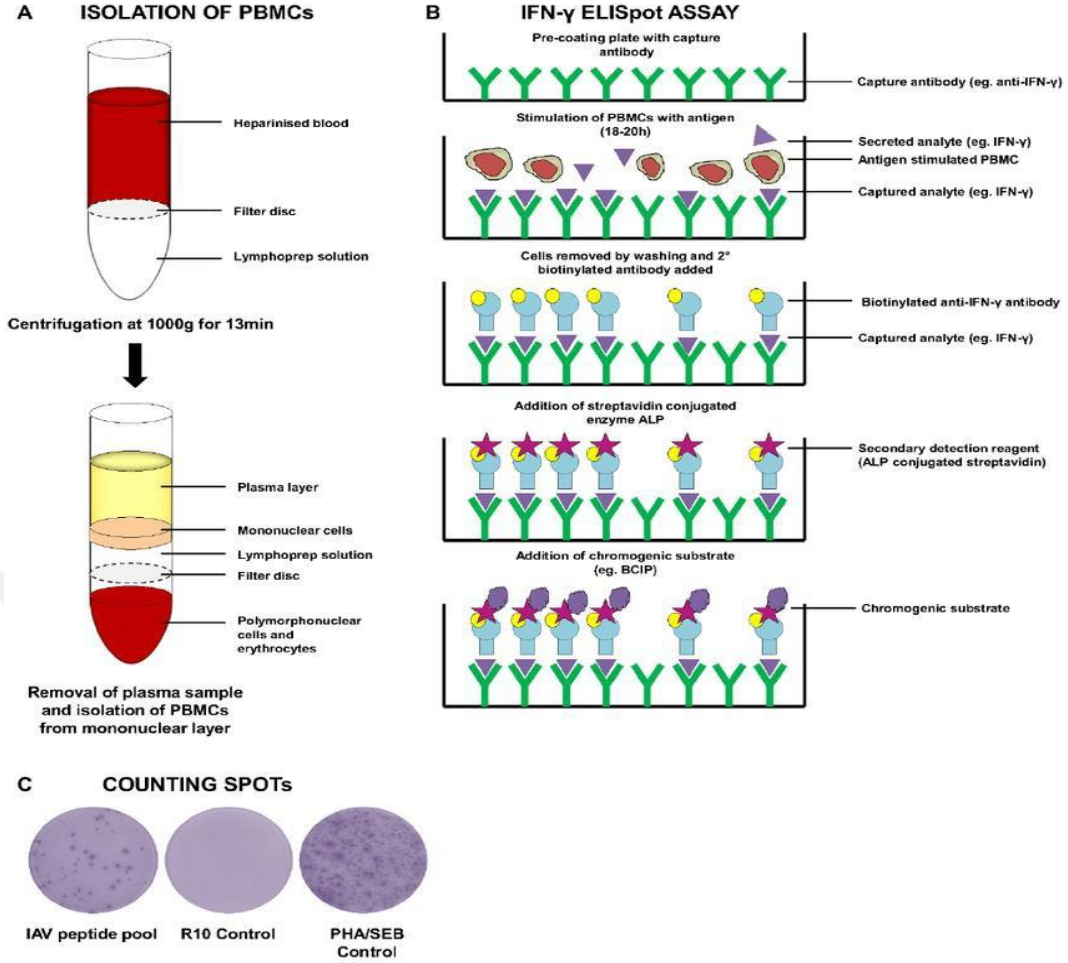 A ISOLATION OF PBMCs
Heparinised blood
Filter disc
Lymphoprep solution
Centrifugation at 1000g for 13min
Plasma layer
Mononuclear cells
Lymphoprep solution
Filter disc
Polymorphonuclear
cells and
erythrocytes
Removal of plasma sample
and isolation of PBMCs
from mononuclear layer
B IFN-γ ELISpot ASSAY
Pre-coating plate with capture
antibody
Capture antibody (eg. anti-IFN-γ)
Stimulation of PBMCs with antigen
(18-20h)
Secreted analyte (eg. IFN-γ)
Antigen stimulated PBMC
Captured analyte (eg. IFN-γ)
Cells removed by washing and 2°
biotinylated antibody added
Biotinylated anti-IFN-γ antibody
Captured analyte (eg. IFN-γ)
Addition of streptavidin conjugated
enzyme ALP
Secondary detection reagent
(ALP conjugated streptavidin)
Addition of chromogenic substrate
(eg. BCIP)
Chromogenic substrate
C COUNTING SPOTs
IAV peptide pool
R10 Control
PHA/SEB
Control